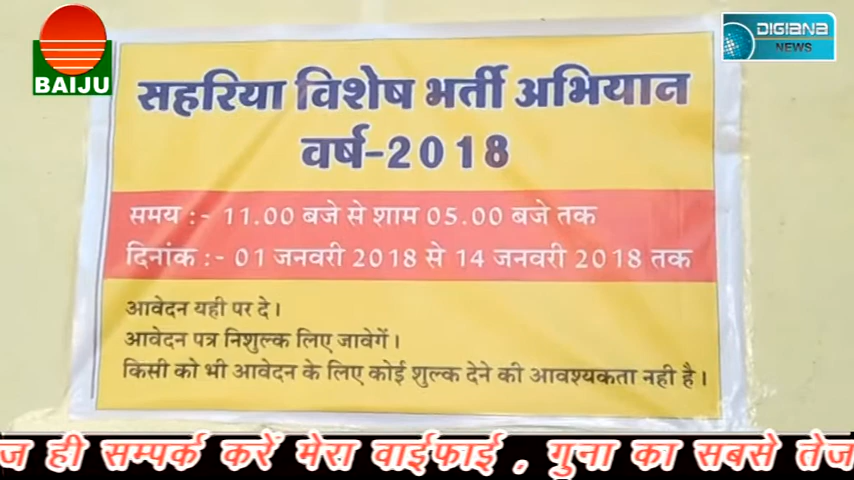 BAIJU
DIGIANA
NEWS
सहरिया विशेष भर्ती अभियान
वर्ष-2018
समय :- 11.00 बजे से शाम 05.00 बजे तक
दिनांक :- 01 जनवरी 2018 से 14 जनवरी 2018 तक
आवेदन यही पर दे।
आवेदन पत्र निशुल्क लिए जावेगें।
किसी को भी आवेदन के लिए कोई शुल्क देने की आवश्यकता नही है।
ज ही सम्पर्क करें मेरा वाईफाई , गुना का सबसे तेज